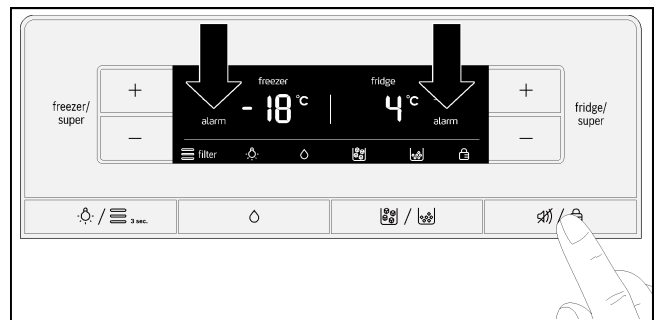 freezer/
super
+
−
freezer
alarm
-18 °C
fridge
4 °C
alarm
filter
+
−
fridge/
super
/ 3 sec.
/
/